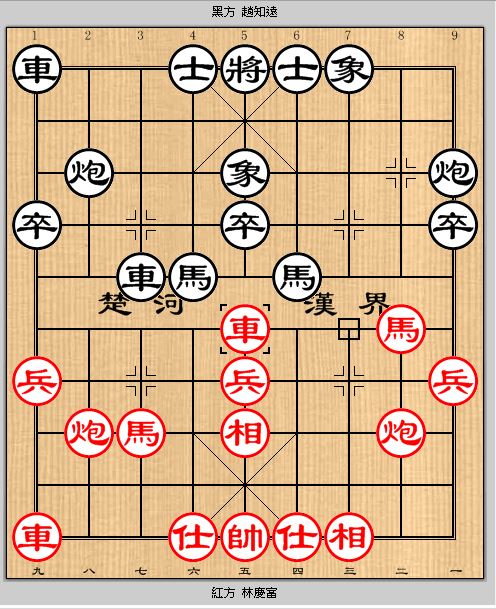 黑方 趙知遠
1 2 3 4 5 6 7 8 9
車 士 將 士 象
炮 象 炮
卒 卒 卒
車 馬 馬
楚 河 漢 界
車 馬
兵 兵 兵
炮 馬 相 炮
車 仕 帥 仕 相
九 八 七 六 五 四 三 二 一
紅方 林慶富